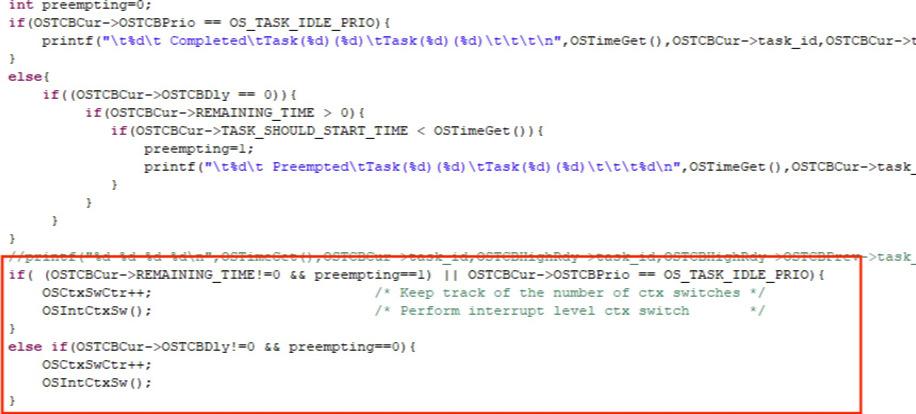 int preempting=0;
if(OSTCBCur->OSTCBPrio == OS_TASK_IDLE_PRIO){
printf("\t%d\t Completed\tTask(%d)(%d)\tTask(%d)(%d)\t\t\t\n",OSTimeGet(),OSTCBCur->task_id,OSTCBCur->t
}
else{
if((OSTCBCur->OSTCBDly == 0)){
if(OSTCBCur->REMAINING_TIME > 0){
if(OSTCBCur->TASK_SHOULD_START_TIME < OSTimeGet()){
preempting=1;
printf("\t%d\t Preempted\tTask(%d)(%d)\tTask(%d)(%d)\t\t\t%d\n",OSTimeGet(),OSTCBCur->task_
}
}
}
}
//printf("%d %d %d %d\n",OSTimeGet(),OSTCBCur->task_id,OSTCBHighRdy->task_id,OSTCBHighRdy->OSTCBPrev->task_
if( (OSTCBCur->REMAINING_TIME!=0 && preempting==1) || OSTCBCur->OSTCBPrio == OS_TASK_IDLE_PRIO){
OSCtxSwCtr++; /* Keep track of the number of ctx switches */
OSIntCtxSw(); /* Perform interrupt level ctx switch */
}
else if(OSTCBCur->OSTCBDly!=0 && preempting==0){
OSCtxSwCtr++;
OSIntCtxSw();
}